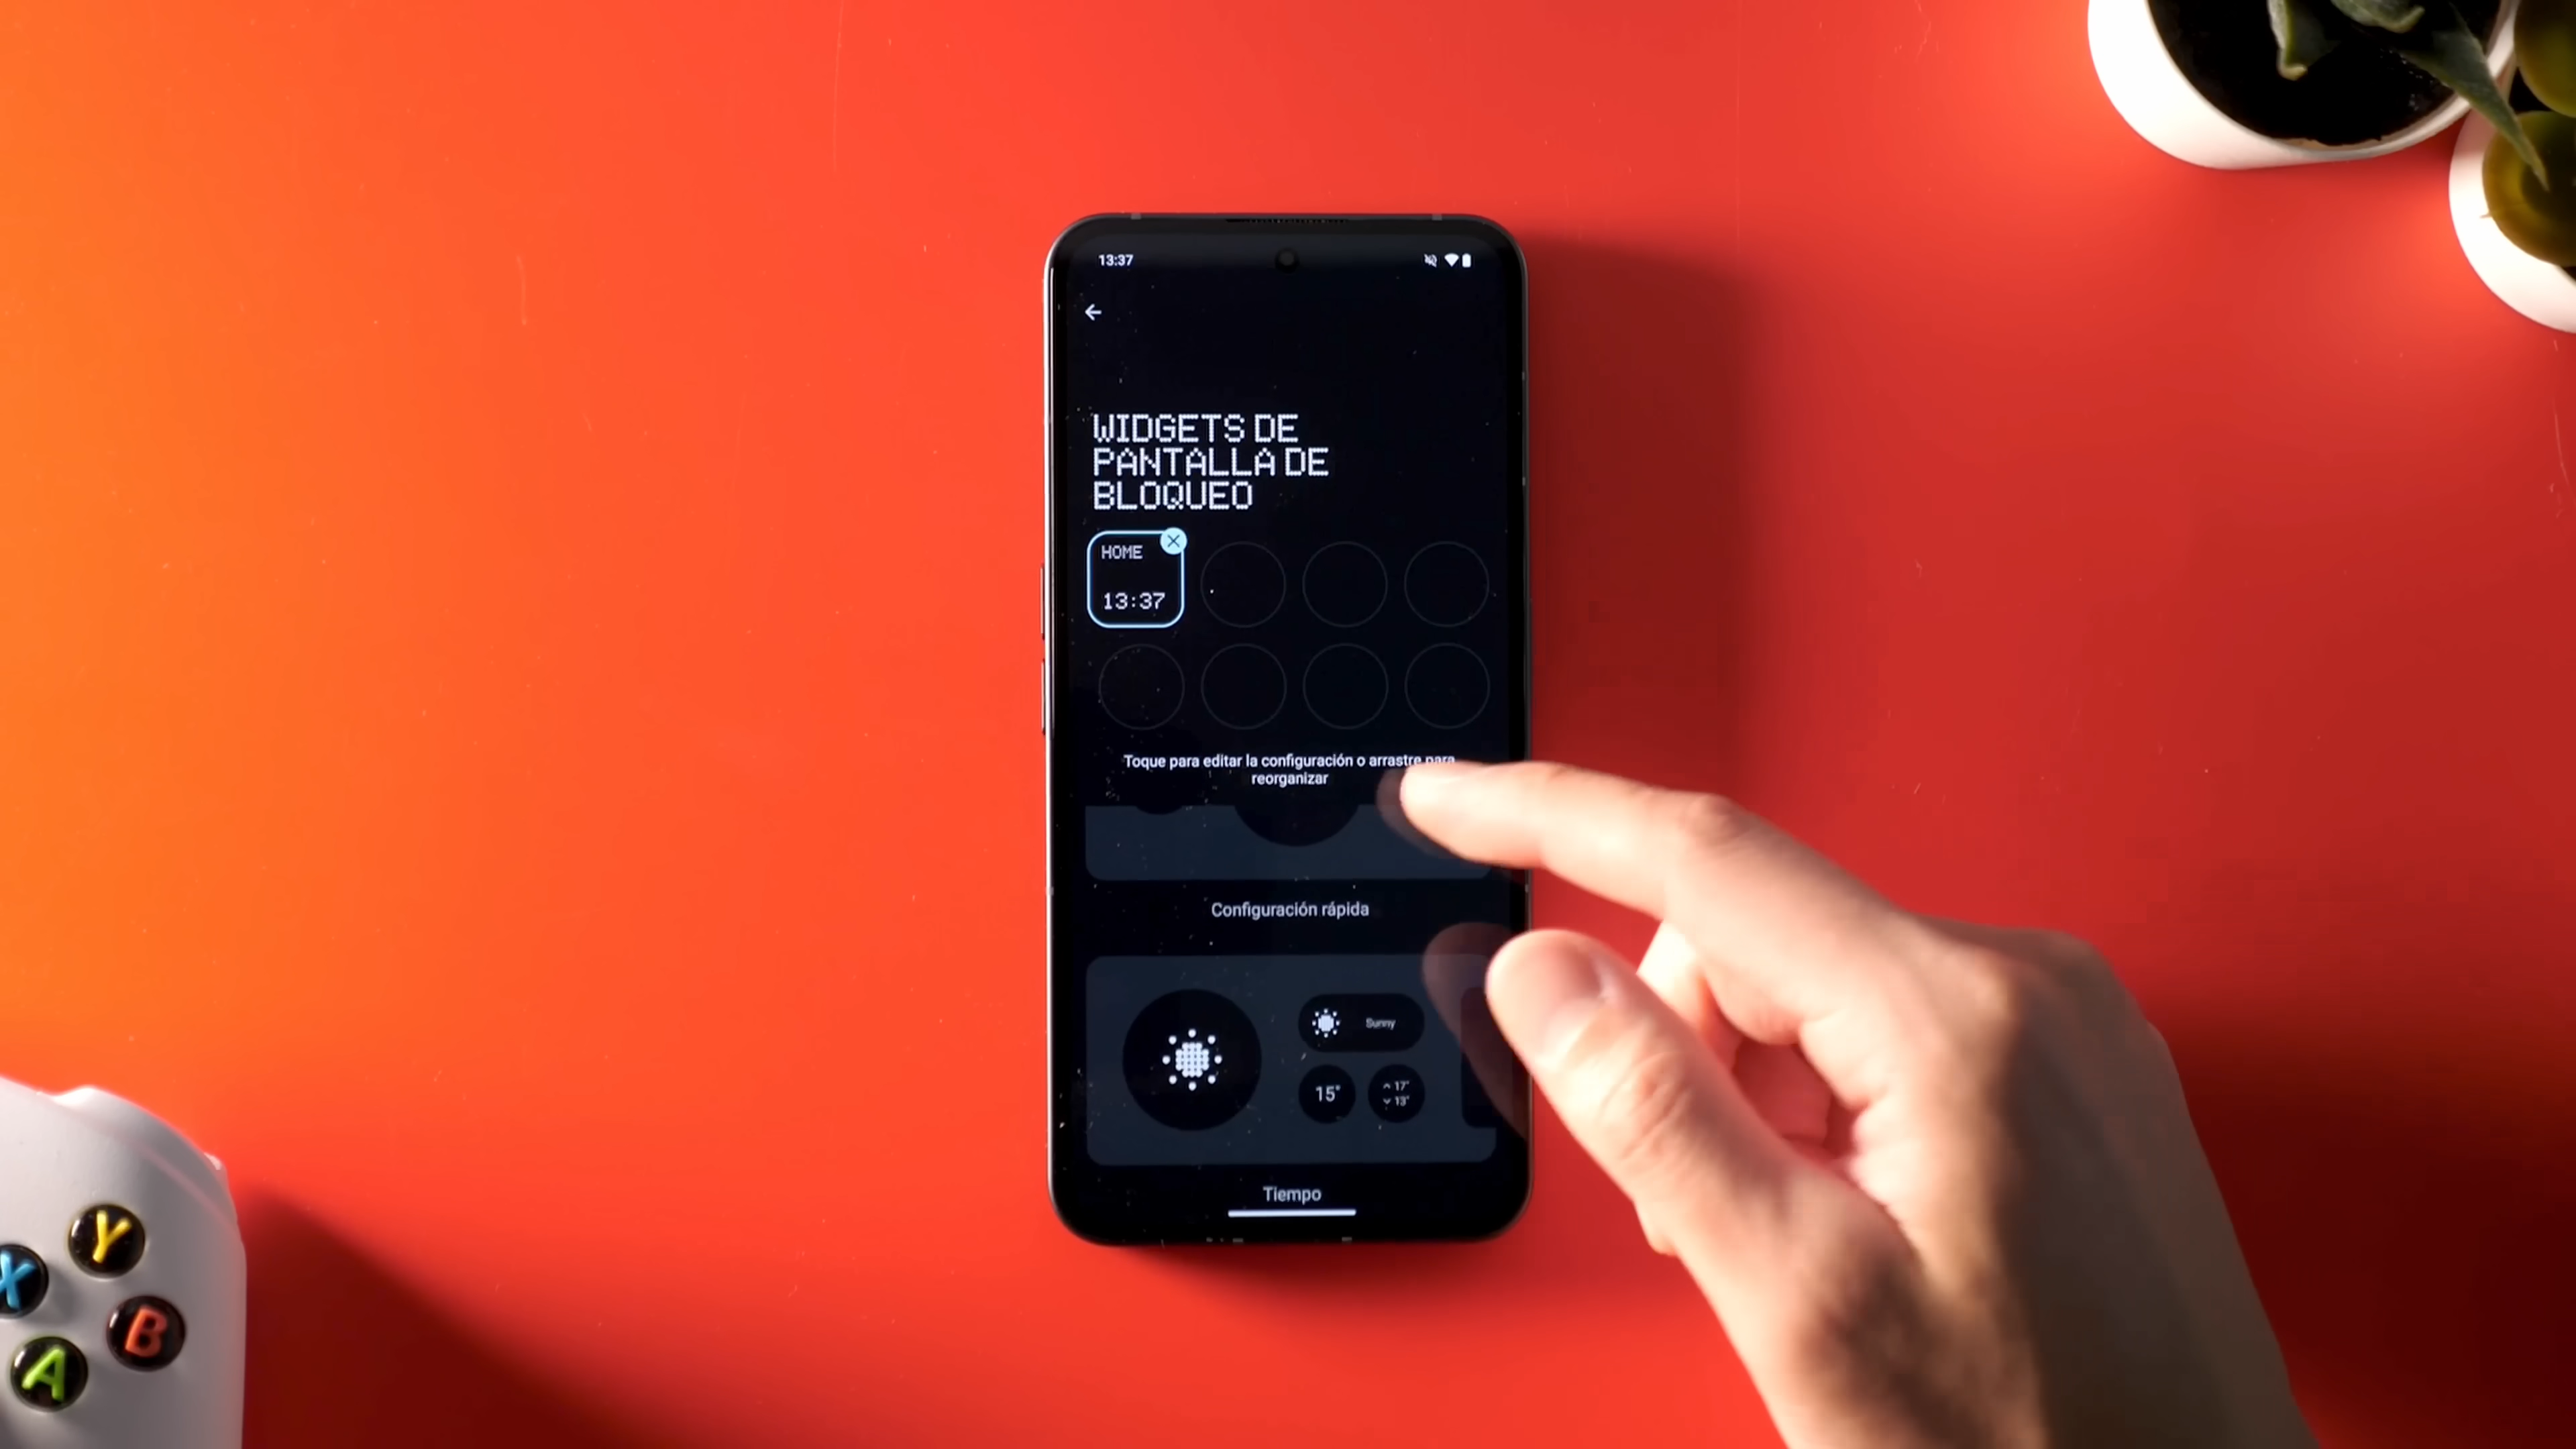 13:37
WIDGETS DE
PANTALLA DE
BLOQUEO
HOME
13:37
Toque para editar la configuración o arrastre para
reorganizar
Configuración rápida
Sunny
15°
17°
13°
Tiempo
Y
X
B
A